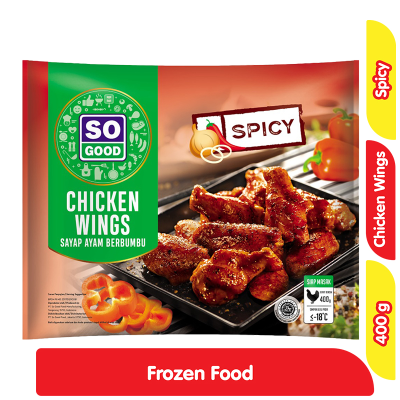 SO
GOOD
CHICKEN
WINGS
SAYAP AYAM BERBUMBU
SPICY
SIAP MASAK
400g
≤-18°C
Spicy
Chicken Wings
400 g
Frozen Food